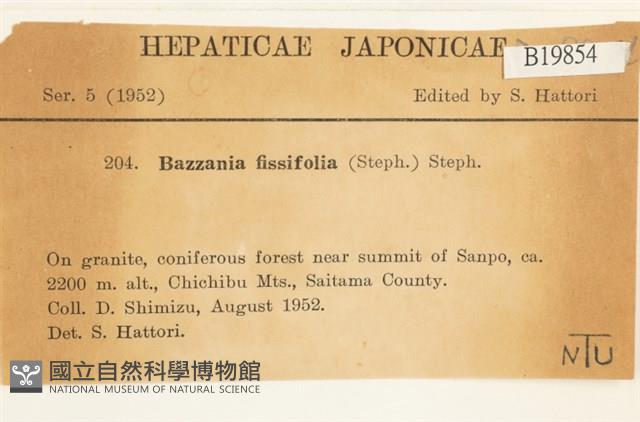 HEPATICAE JAPONICAE
B19854
Ser. 5 (1952) Edited by S. Hattori
204. Bazzania fissifolia (Steph.) Steph.
On granite, coniferous forest near summit of Sanpo, ca.
2200 m. alt., Chichibu Mts., Saitama County.
Coll. D. Shimizu, August 1952.
Det. S. Hattori.
NTU
國立自然科學博物館
NATIONAL MUSEUM OF NATURAL SCIENCE